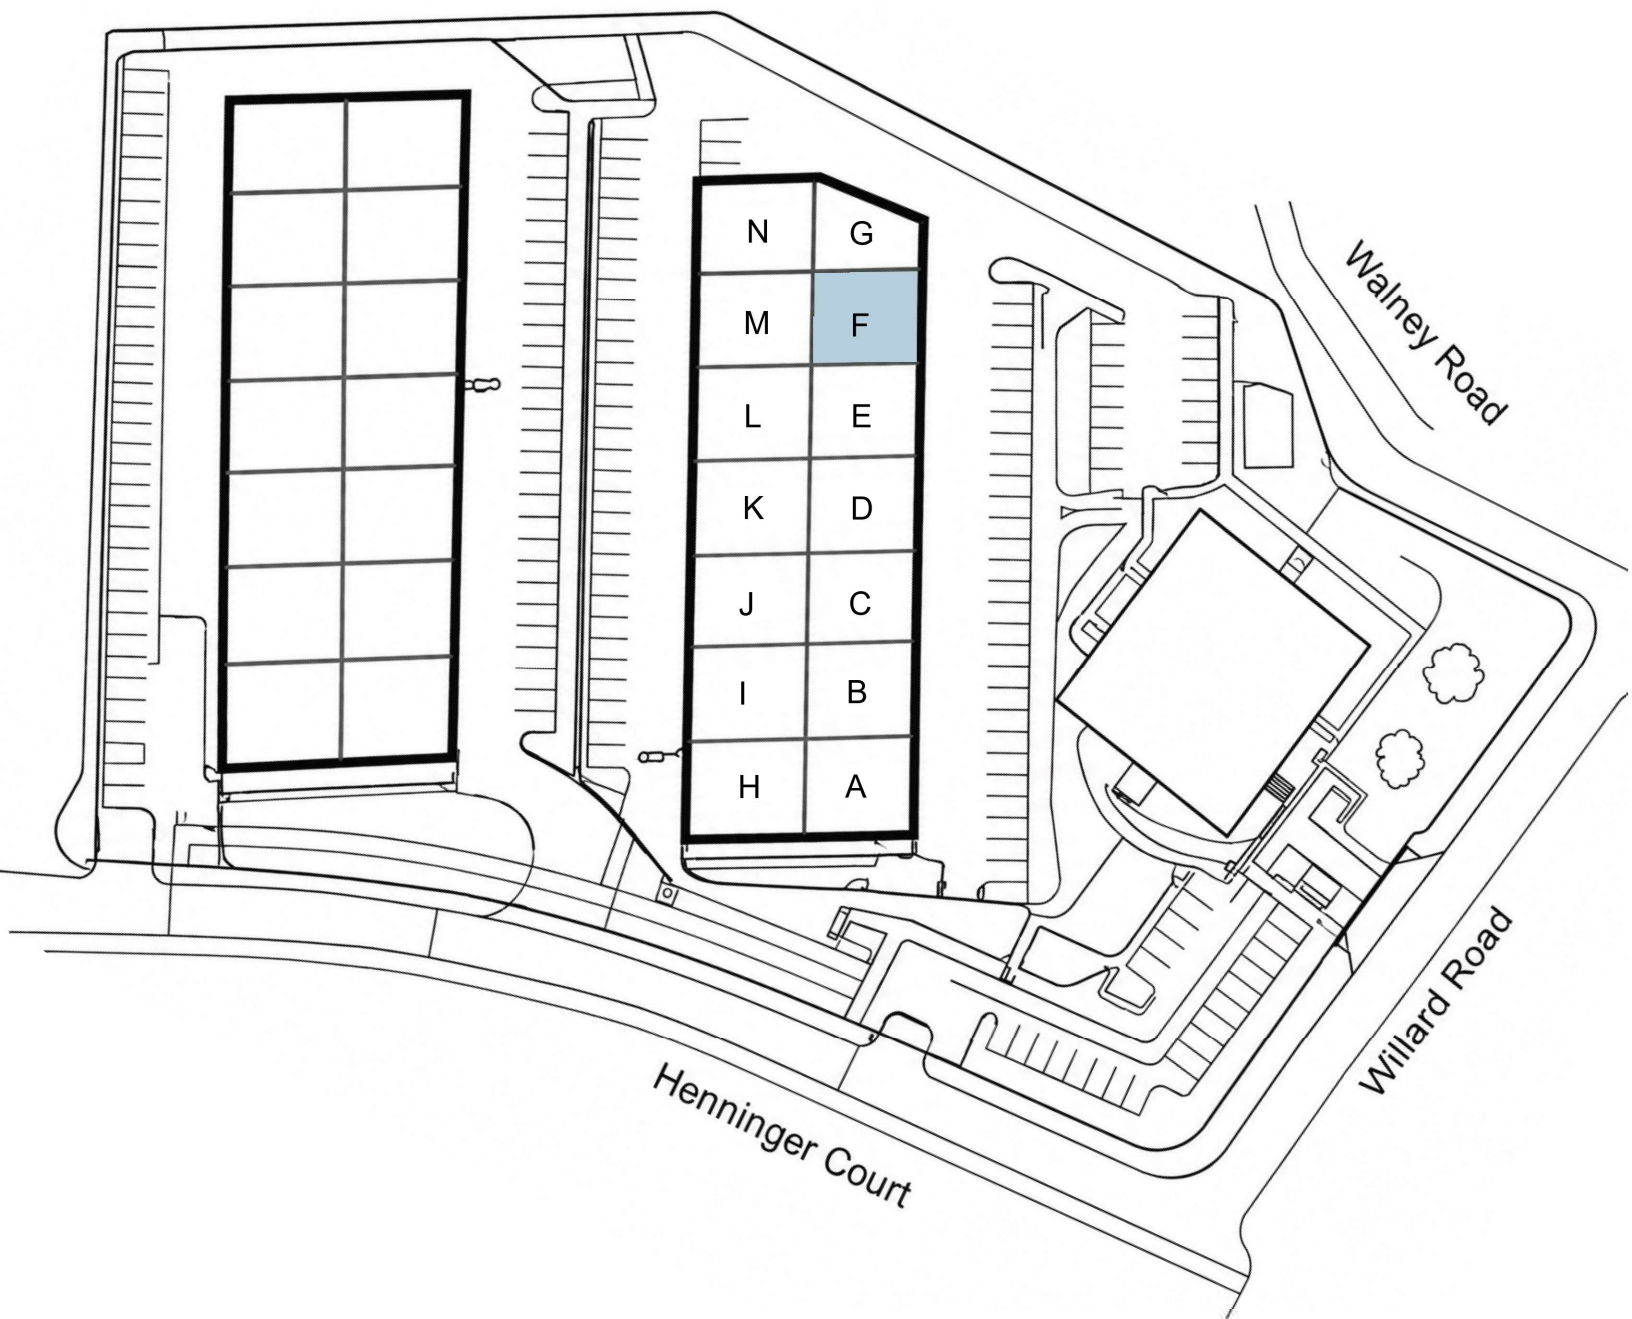 N G
M F
L E
K D
J C
I B
H A
Walney Road
Willard Road
Henninger Court